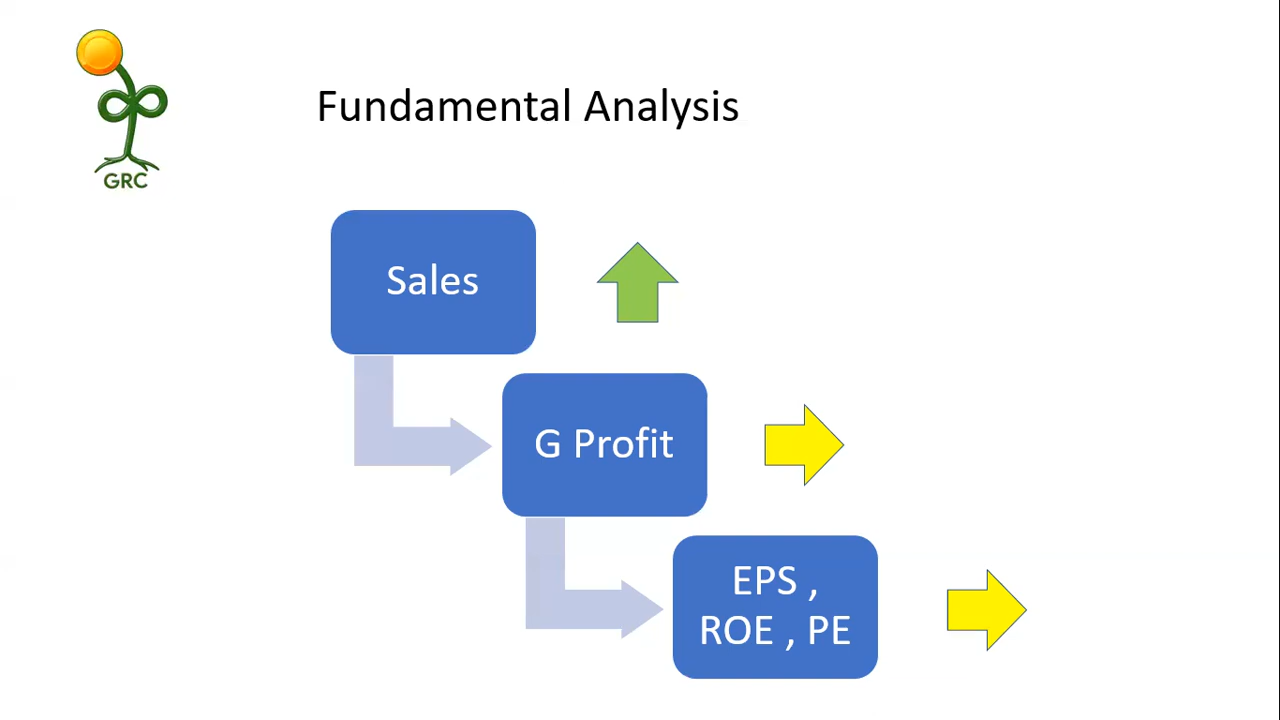 GRC
Fundamental Analysis
Sales
G Profit
EPS ,
ROE , PE